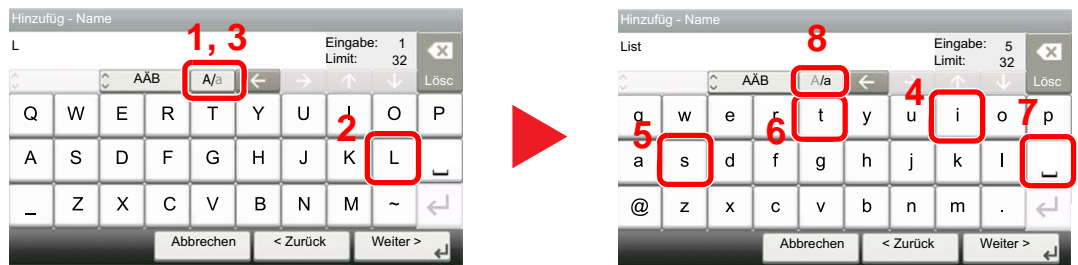 Hinzufüg - Name
L
Eingabe: 1
Limit: 32
1, 3
AÄB
A/a
Lösc
Q W E R T Y U I O P
2
A S D F G H J K L
_ Z X C V B N M ~
Abbrechen < Zurück Weiter >
Hinzufüg - Name
List
Eingabe: 5
Limit: 32
8
AÄB
A/a
Lösc
4
7
q w e r t y u i o p
5
6
a s d f g h j k l
@ z x c v b n m .
Abbrechen < Zurück Weiter >